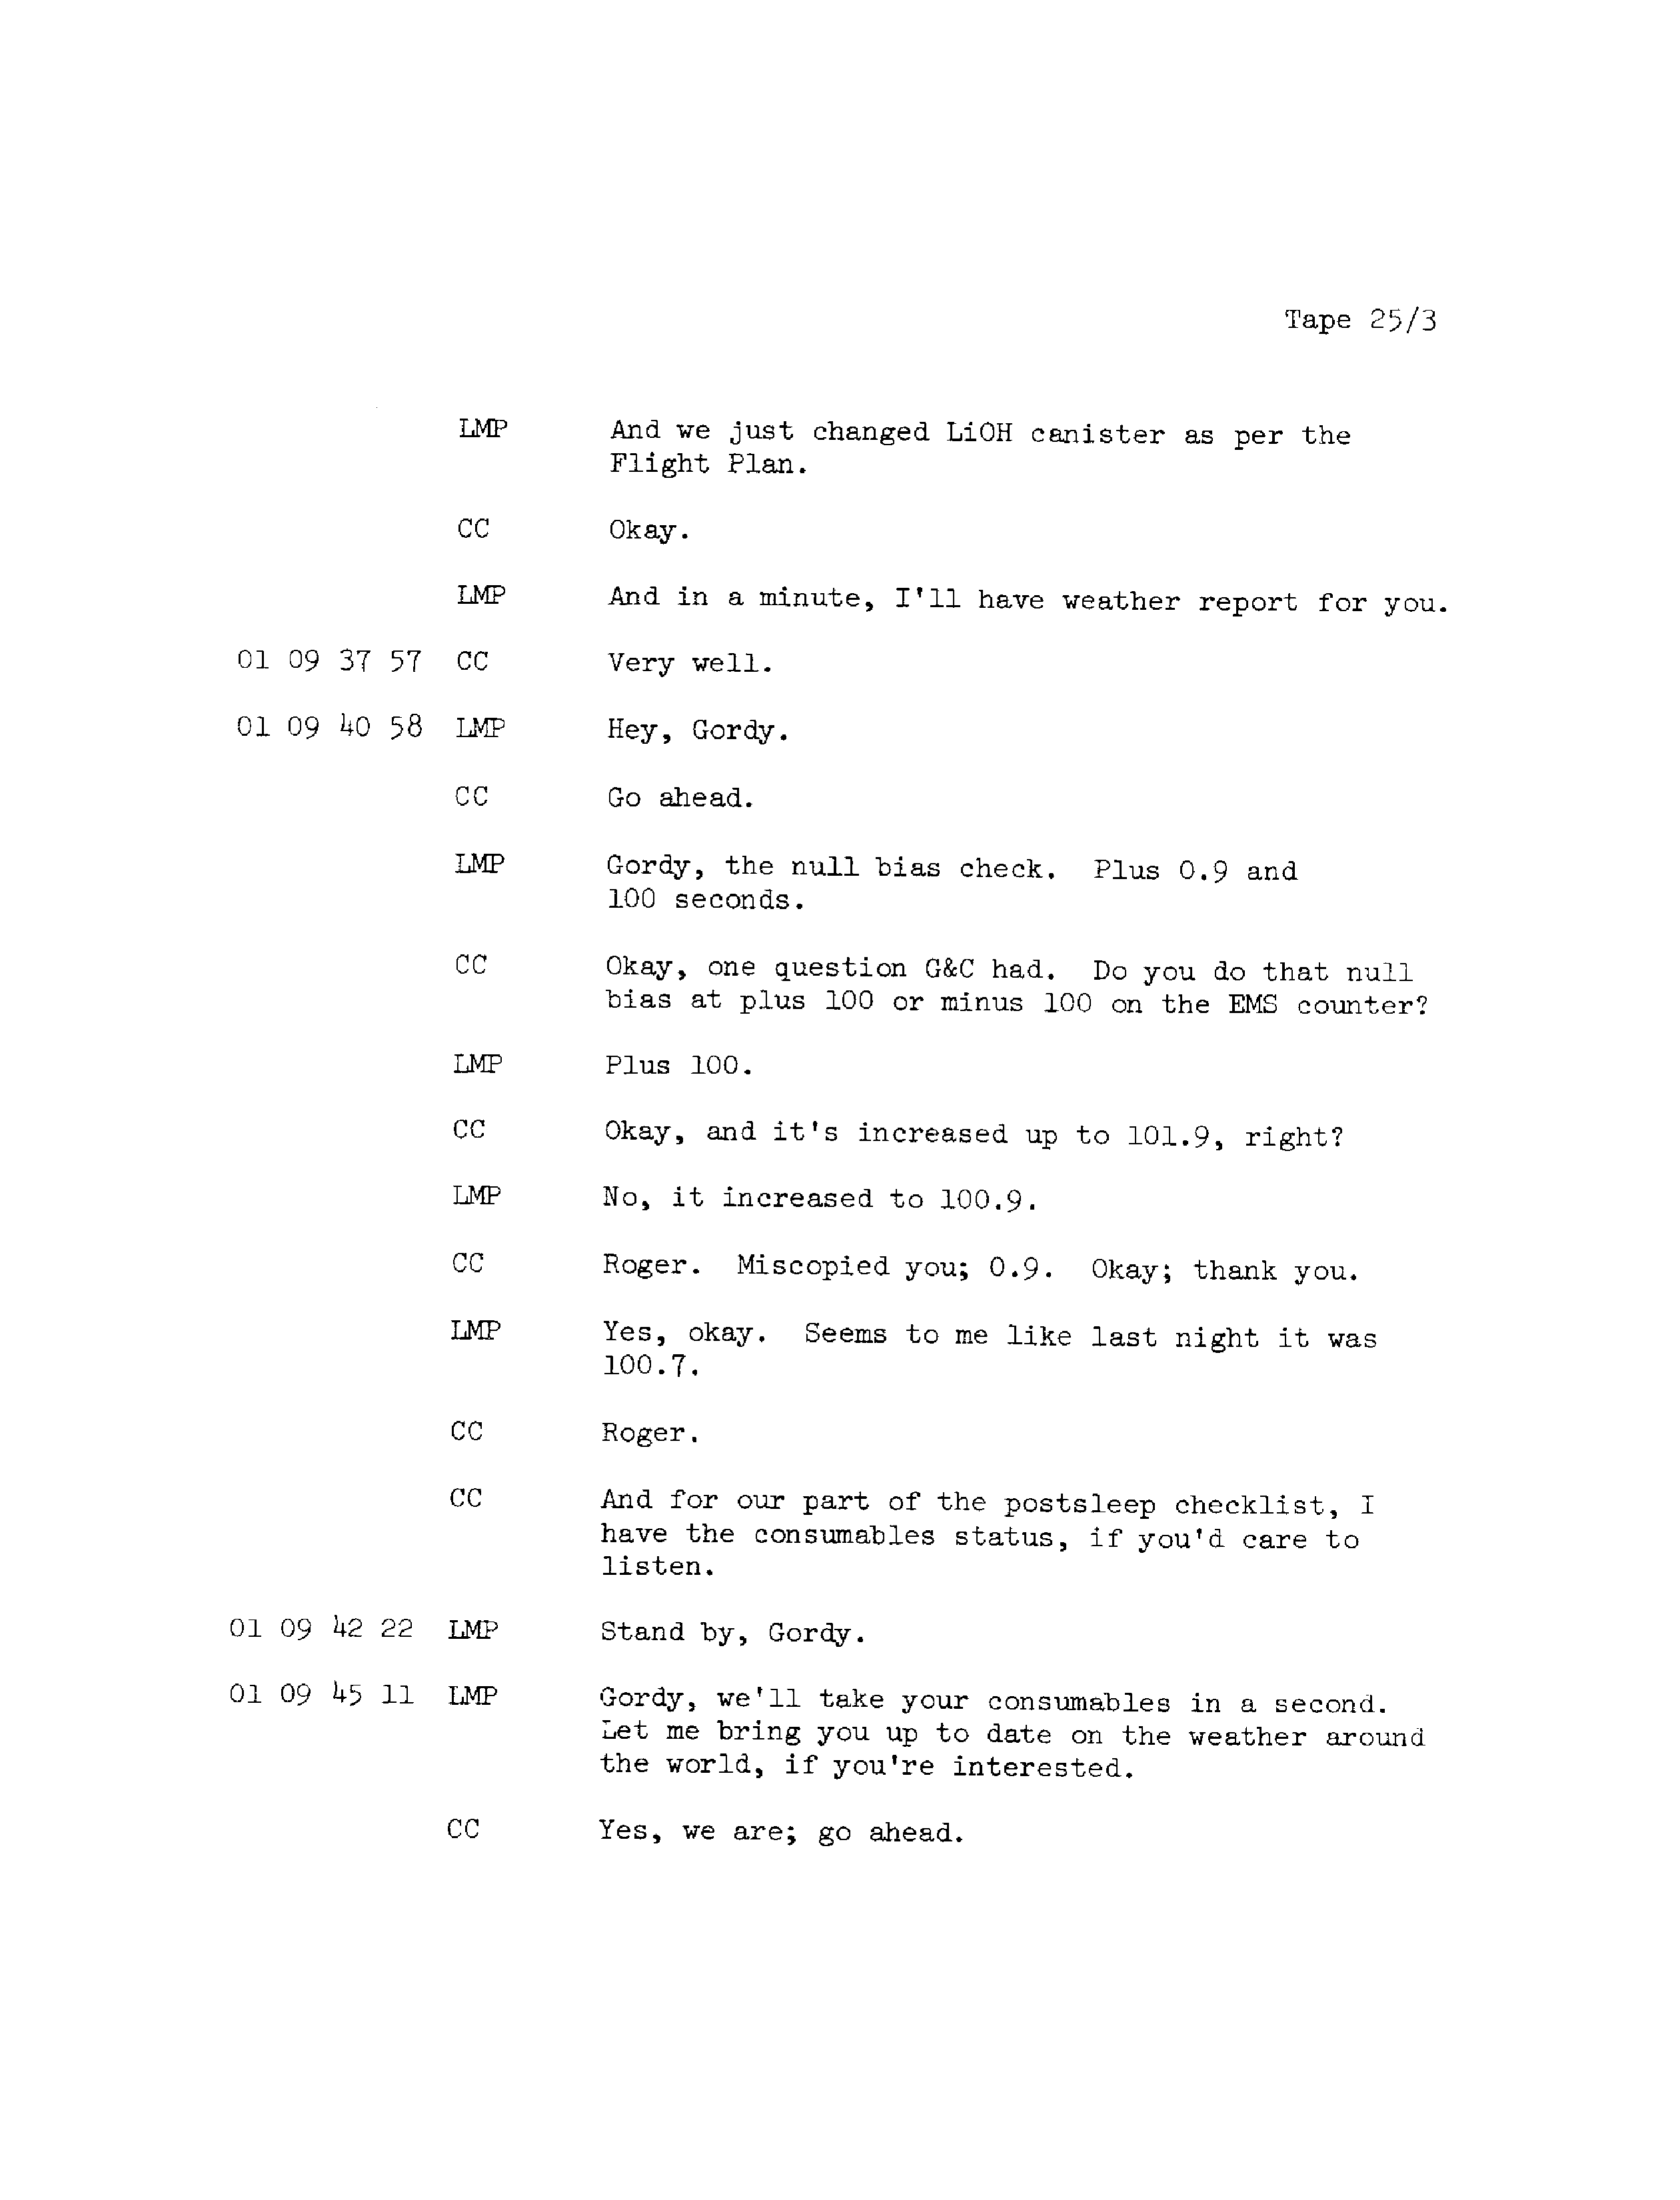 Tape 25/3
LMP And we just changed LiOH canister as per the
Flight Plan.
CC Okay.
LMP And in a minute, I'll have weather report for you.
01 09 37 57 CC Very well.
01 09 40 58 LMP Hey, Gordy.
CC Go ahead.
LMP Gordy, the null bias check. Plus 0.9 and
100 seconds.
CC Okay, one question G&C had. Do you do that null
bias at plus 100 or minus 100 on the EMS counter?
LMP Plus 100.
CC Okay, and it's increased up to 101.9, right?
LMP No, it increased to 100.9.
CC Roger. Miscopied you; 0.9. Okay; thank you.
LMP Yes, okay. Seems to me like last night it was
100.7.
CC Roger.
CC And for our part of the postsleep checklist, I
have the consumables status, if you'd care to
listen.
01 09 42 22 LMP Stand by, Gordy.
01 09 45 11 LMP Gordy, we'll take your consumables in a second.
Let me bring you up to date on the weather around
the world, if you're interested.
CC Yes, we are; go ahead.